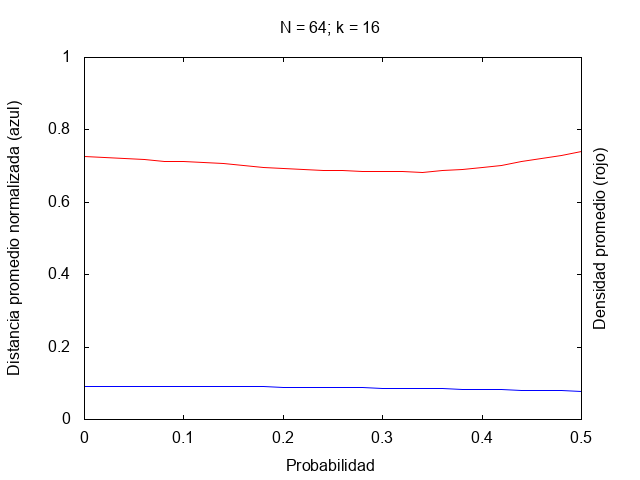 N = 64; k = 16
1
0.8
0.6
0.4
0.2
0
0 0.1 0.2 0.3 0.4 0.5
Probabilidad
Distancia promedio normalizada (azul)
Densidad promedio (rojo)